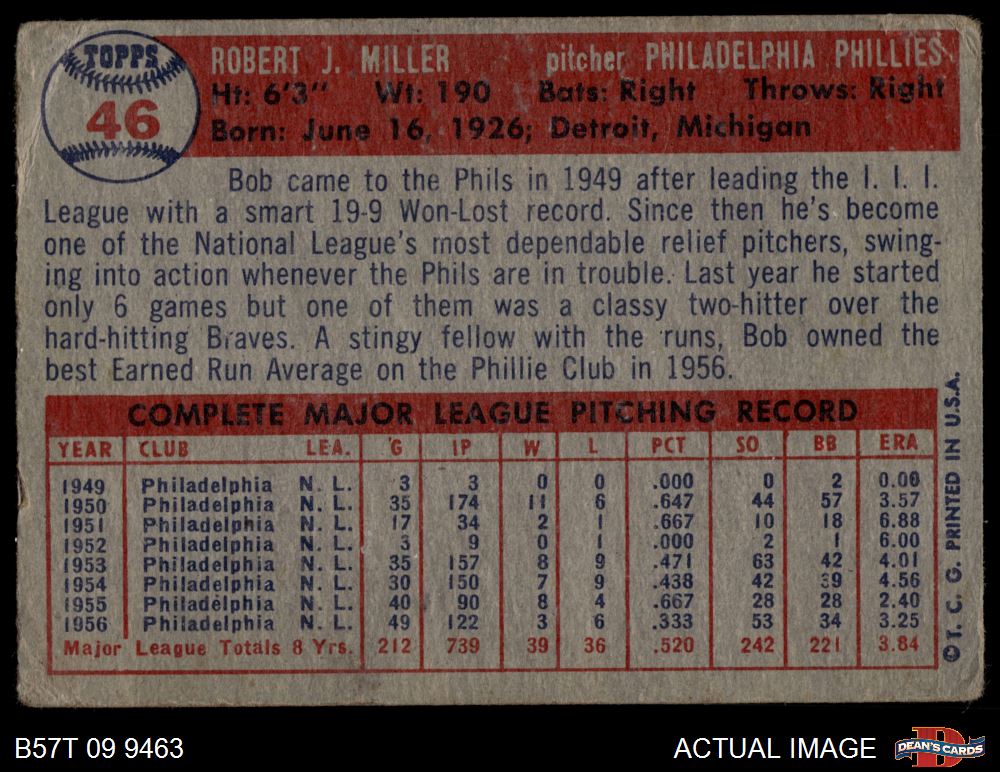 TOPPS
46
ROBERT J. MILLER pitcher PHILADELPHIA PHILLIES
Ht: 6'3" Wt: 190 Bats: Right Throws: Right
Born: June 16, 1926; Detroit, Michigan
Bob came to the Phils in 1949 after leading the I. I. I.
League with a smart 19-9 Won-Lost record. Since then he's become
one of the National League's most dependable relief pitchers, swing-
ing into action whenever the Phils are in trouble. Last year he started
only 6 games but one of them was a classy two-hitter over the
hard-hitting Braves. A stingy fellow with the runs, Bob owned the
best Earned Run Average on the Phillie Club in 1956.
COMPLETE MAJOR LEAGUE PITCHING RECORD
YEAR CLUB LEA. G IP W L PCT SO BB ERA
1949 Philadelphia N. L. 3 3 0 0 .000 0 2 0.00
1950 Philadelphia N. L. 35 174 11 6 .647 44 57 3.57
1951 Philadelphia N. L. 17 34 2 1 .667 10 18 6.88
1952 Philadelphia N. L. 3 9 0 1 .000 2 1 6.00
1953 Philadelphia N. L. 35 157 8 9 .471 63 42 4.01
1954 Philadelphia N. L. 30 150 7 9 .438 42 39 4.56
1955 Philadelphia N. L. 40 90 8 4 .667 28 28 2.40
1956 Philadelphia N. L. 49 122 3 6 .333 53 34 3.25
Major League Totals 8 Yrs. 212 739 39 36 .520 242 221 3.84
©T. C. G. PRINTED IN U.S.A.
B57T 09 9463
ACTUAL IMAGE
D
DEAN'S CARDS